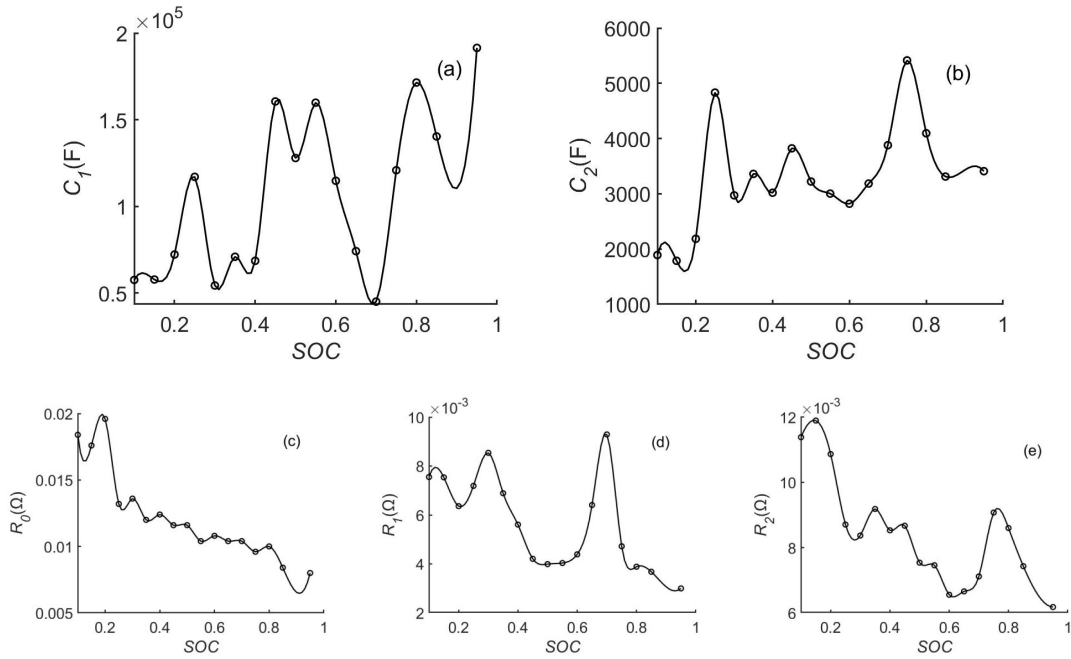 ×10⁵
2
1.5
1
0.5
C₁(F)
(a)
0.2 0.4 0.6 0.8 1
SOC
6000
5000
4000
3000
2000
1000
C₂(F)
(b)
0.2 0.4 0.6 0.8 1
SOC
0.02
0.015
0.01
0.005
R₀(Ω)
(c)
0.2 0.4 0.6 0.8 1
SOC
10 ×10⁻³
8
6
4
2
R₁(Ω)
(d)
0.2 0.4 0.6 0.8 1
SOC
12 ×10⁻³
10
8
6
R₂(Ω)
(e)
0.2 0.4 0.6 0.8 1
SOC